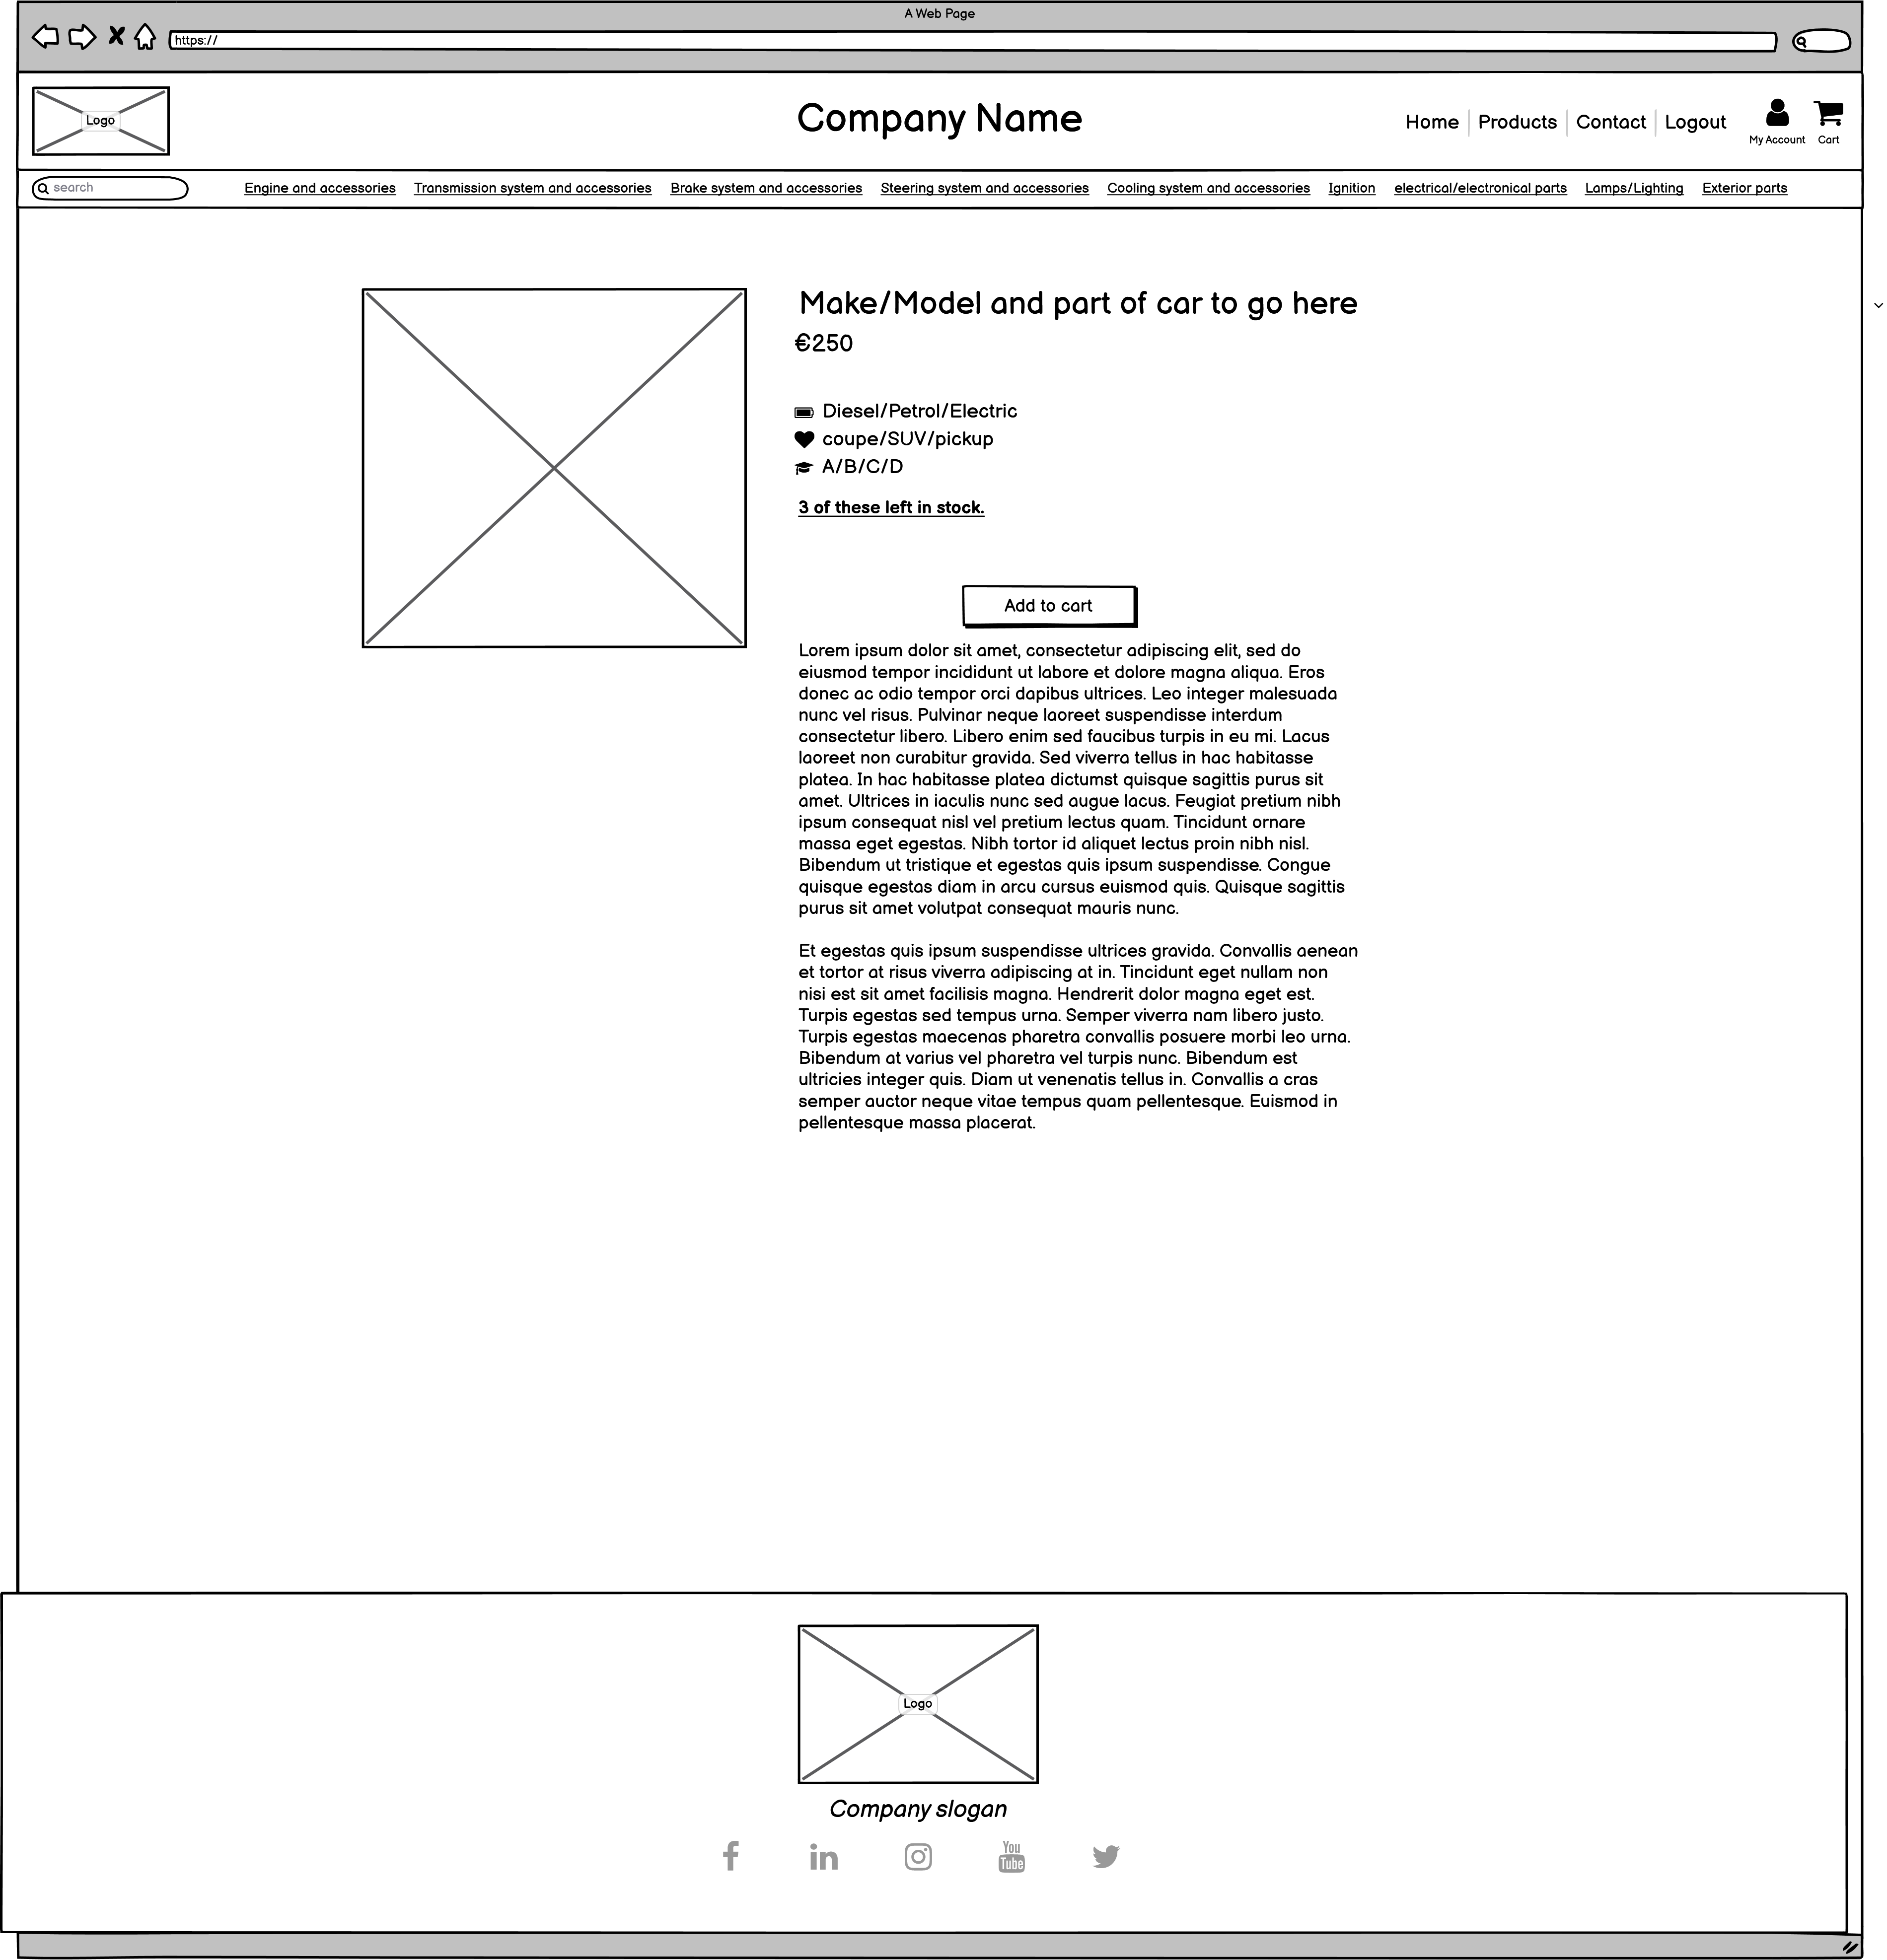 A Web Page
https://
Logo
Company Name
Home
Products
Contact
Logout
My Account
Cart
search
Engine and accessories
Transmission system and accessories
Brake system and accessories
Steering system and accessories
Cooling system and accessories
Ignition
electrical/electronical parts
Lamps/Lighting
Exterior parts
Make/Model and part of car to go here
€250
Diesel/Petrol/Electric
coupe/SUV/pickup
A/B/C/D
3 of these left in stock.
Add to cart
Lorem ipsum dolor sit amet, consectetur adipiscing elit, sed do
eiusmod tempor incididunt ut labore et dolore magna aliqua. Eros
donec ac odio tempor orci dapibus ultrices. Leo integer malesuada
nunc vel risus. Pulvinar neque laoreet suspendisse interdum
consectetur libero. Libero enim sed faucibus turpis in eu mi. Lacus
laoreet non curabitur gravida. Sed viverra tellus in hac habitasse
platea. In hac habitasse platea dictumst quisque sagittis purus sit
amet. Ultrices in iaculis nunc sed augue lacus. Feugiat pretium nibh
ipsum consequat nisl vel pretium lectus quam. Tincidunt ornare
massa eget egestas. Nibh tortor id aliquet lectus proin nibh nisl.
Bibendum ut tristique et egestas quis ipsum suspendisse. Congue
quisque egestas diam in arcu cursus euismod quis. Quisque sagittis
purus sit amet volutpat consequat mauris nunc.
Et egestas quis ipsum suspendisse ultrices gravida. Convallis aenean
et tortor at risus viverra adipiscing at in. Tincidunt eget nullam non
nisi est sit amet facilisis magna. Hendrerit dolor magna eget est.
Turpis egestas sed tempus urna. Semper viverra nam libero justo.
Turpis egestas maecenas pharetra convallis posuere morbi leo urna.
Bibendum at varius vel pharetra vel turpis nunc. Bibendum est
ultricies integer quis. Diam ut venenatis tellus in. Convallis a cras
semper auctor neque vitae tempus quam pellentesque. Euismod in
pellentesque massa placerat.
Logo
Company slogan
You
Tube